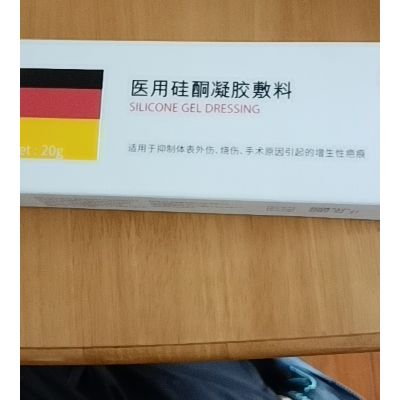 医用硅酮凝胶敷料
SILICONE GEL DRESSING
et : 20g
适用于抑制体表外伤、烧伤、手术原因引起的增生性疤痕